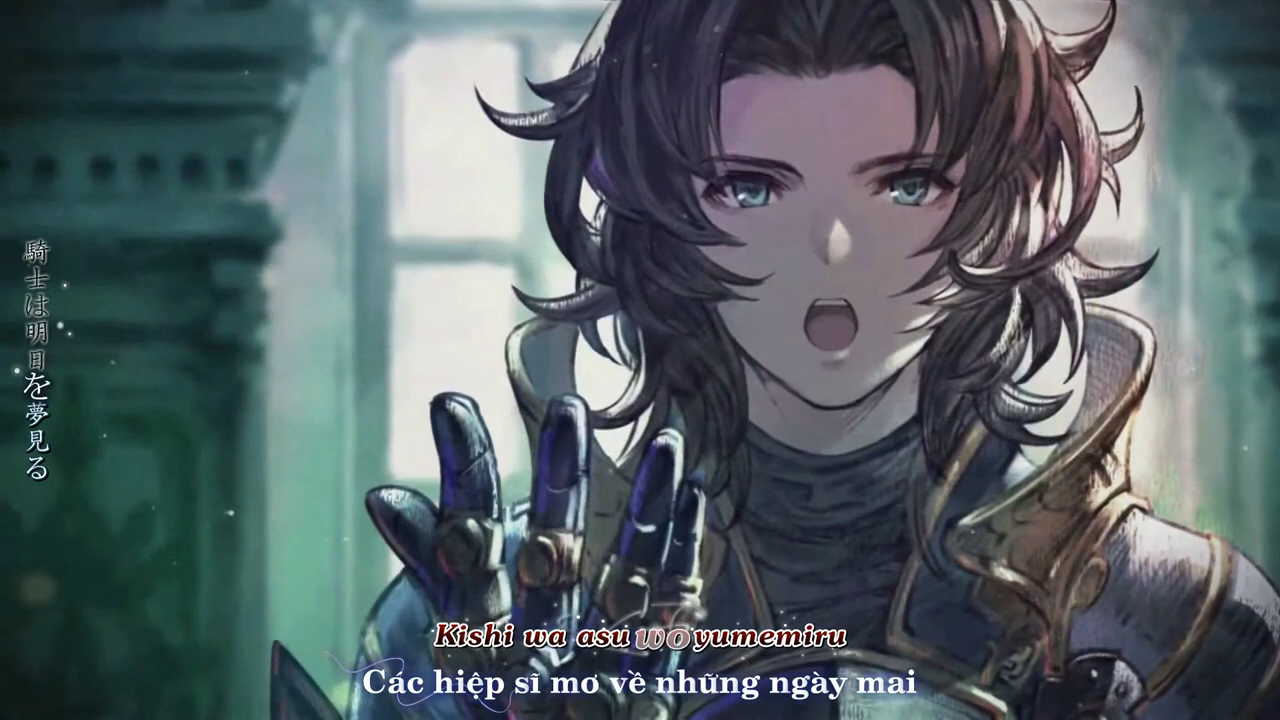 騎士は明日を夢見る
Kishi wa asu wo yumemiru
Các hiệp sĩ mơ về những ngày mai